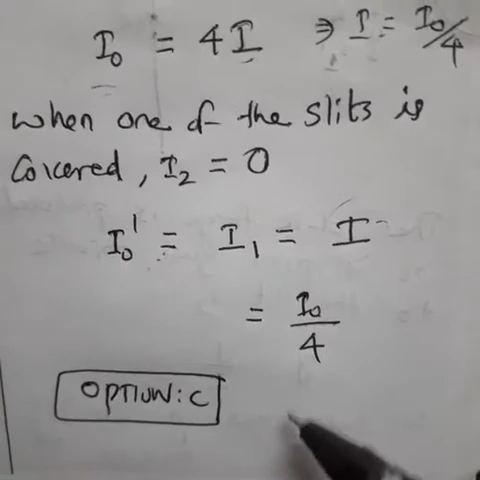 I₀ = 4I ⇒ I = I₀/4
when one of the slits is
Covered, I₂ = 0
I₀' = I₁ = I
= I₀/4
OPTION: C